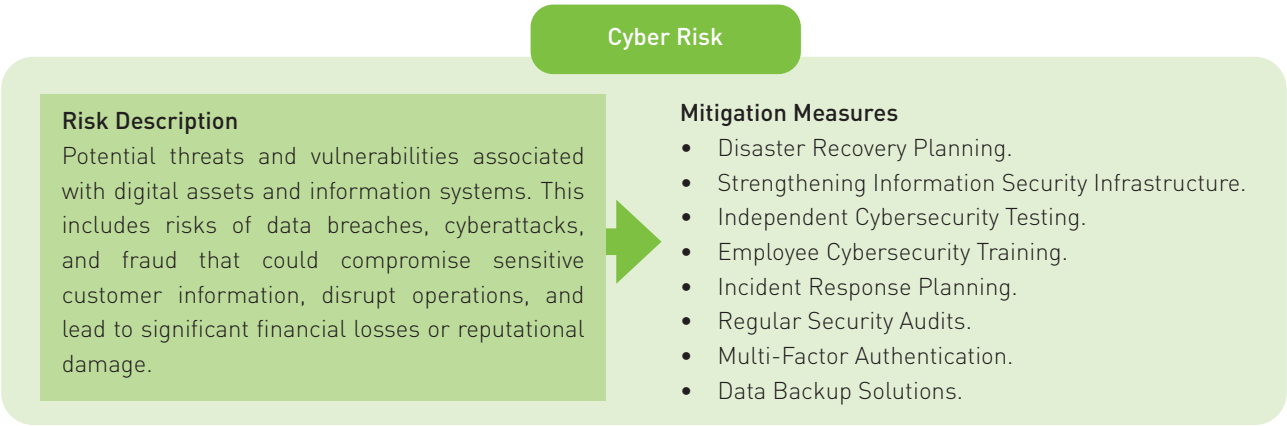 Cyber Risk
Risk Description
Potential threats and vulnerabilities associated
with digital assets and information systems. This
includes risks of data breaches, cyberattacks,
and fraud that could compromise sensitive
customer information, disrupt operations, and
lead to significant financial losses or reputational
damage.
Mitigation Measures
• Disaster Recovery Planning.
• Strengthening Information Security Infrastructure.
• Independent Cybersecurity Testing.
• Employee Cybersecurity Training.
• Incident Response Planning.
• Regular Security Audits.
• Multi-Factor Authentication.
• Data Backup Solutions.